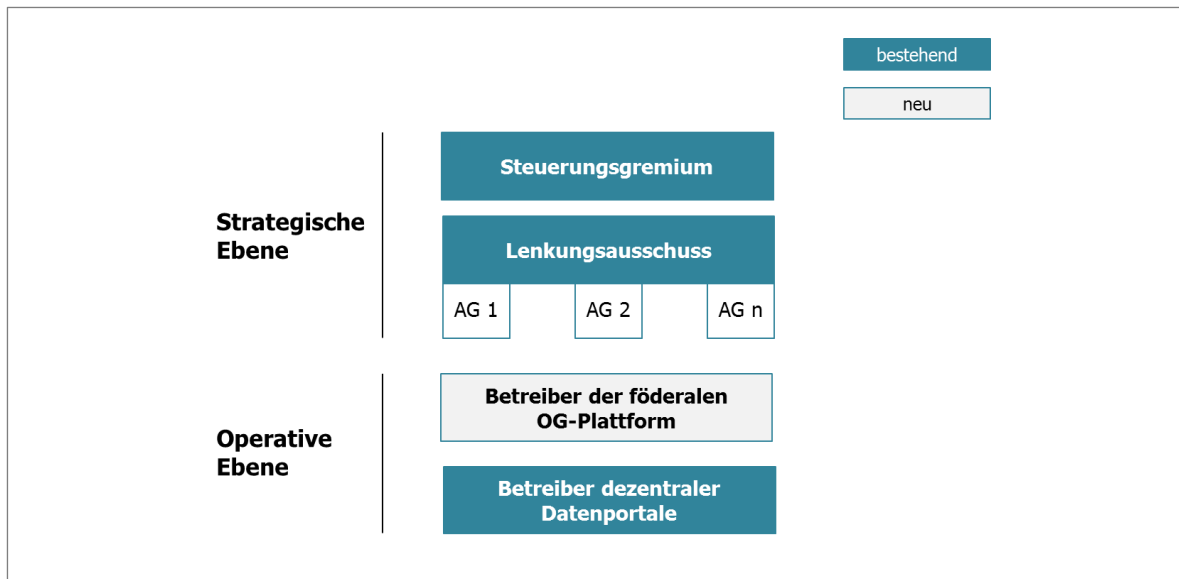 bestehend
neu
Strategische
Ebene
Steuerungsgremium
Lenkungsausschuss
AG 1
AG 2
AG n
Operative
Ebene
Betreiber der föderalen
OG-Plattform
Betreiber dezentraler
Datenportale